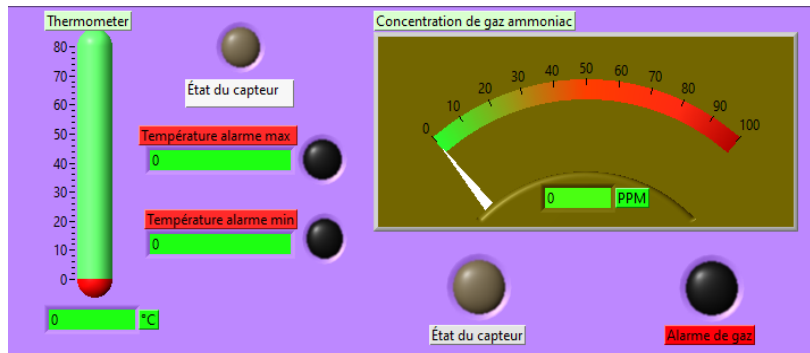 Thermometer
80
70
60
50
40
30
20
10
0
0
°C
État du capteur
Température alarme max
0
Température alarme min
0
Concentration de gaz ammoniac
0
10
20
30
40
50
60
70
80
90
100
0
PPM
État du capteur
Alarme de gaz